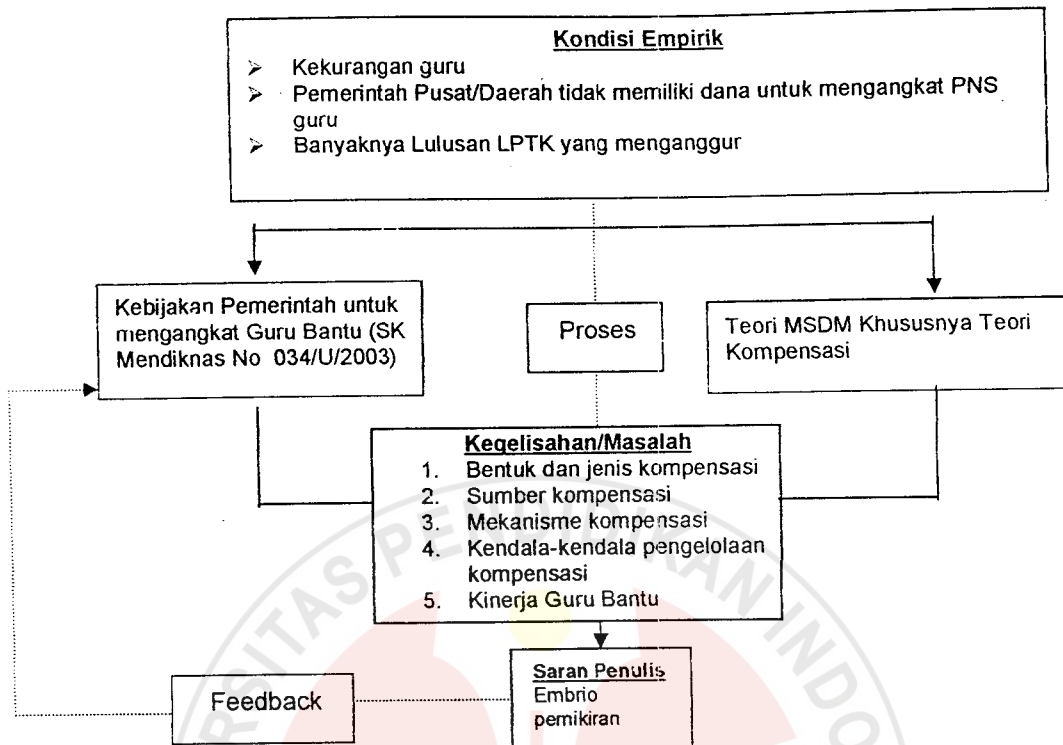 Kondisi Empirik
➢ Kekurangan guru
➢ Pemerintah Pusat/Daerah tidak memiliki dana untuk mengangkat PNS
guru
➢ Banyaknya Lulusan LPTK yang menganggur
Kebijakan Pemerintah untuk
mengangkat Guru Bantu (SK
Mendiknas No 034/U/2003)
Proses
Teori MSDM Khususnya Teori
Kompensasi
Kegelisahan/Masalah
1. Bentuk dan jenis kompensasi
2. Sumber kompensasi
3. Mekanisme kompensasi
4. Kendala-kendala pengelolaan
kompensasi
5. Kinerja Guru Bantu
Saran Penulis
Embrio
pemikiran
Feedback
RSITAS PENDIDIKAN INDO